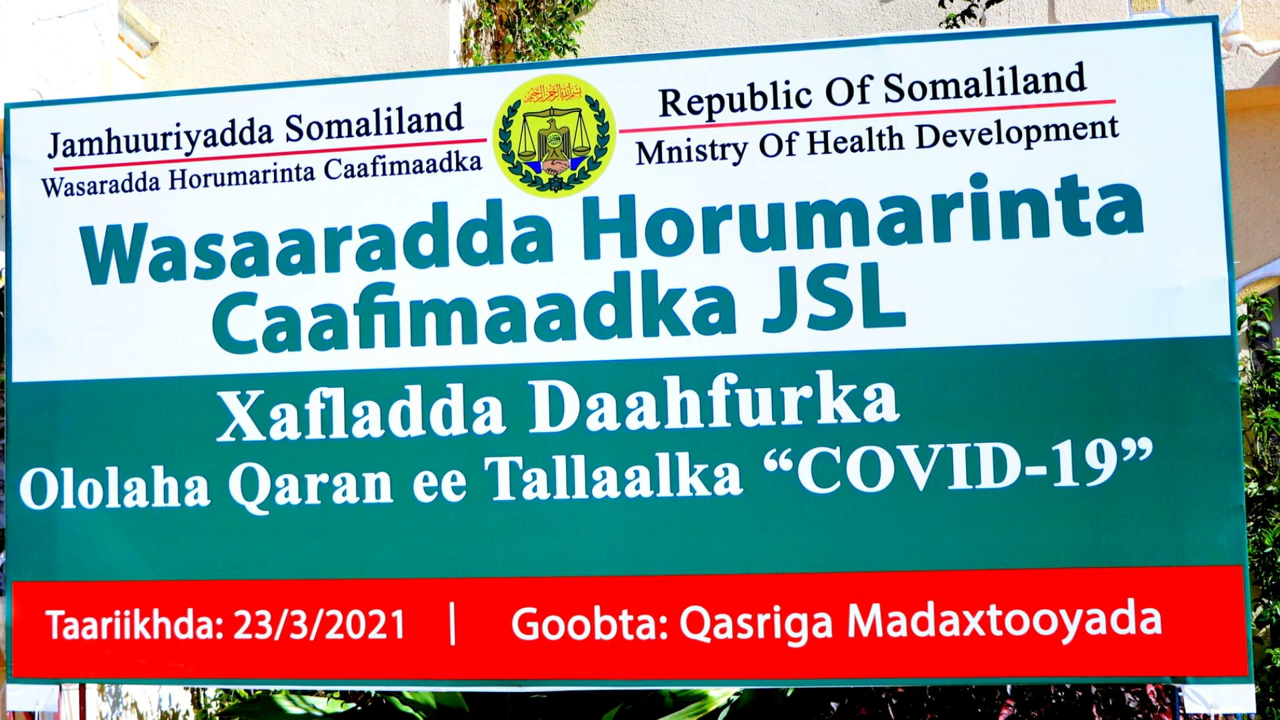 Jamhuuriyadda Somaliland
Wasaradda Horumarinta Caafimaadka
Republic Of Somaliland
Mnistry Of Health Development
Wasaaradda Horumarinta
Caafimaadka JSL
Xafladda Daahfurka
Ololaha Qaran ee Tallaalka “COVID-19”
Taariikhda: 23/3/2021 | Goobta: Qasriga Madaxtooyada